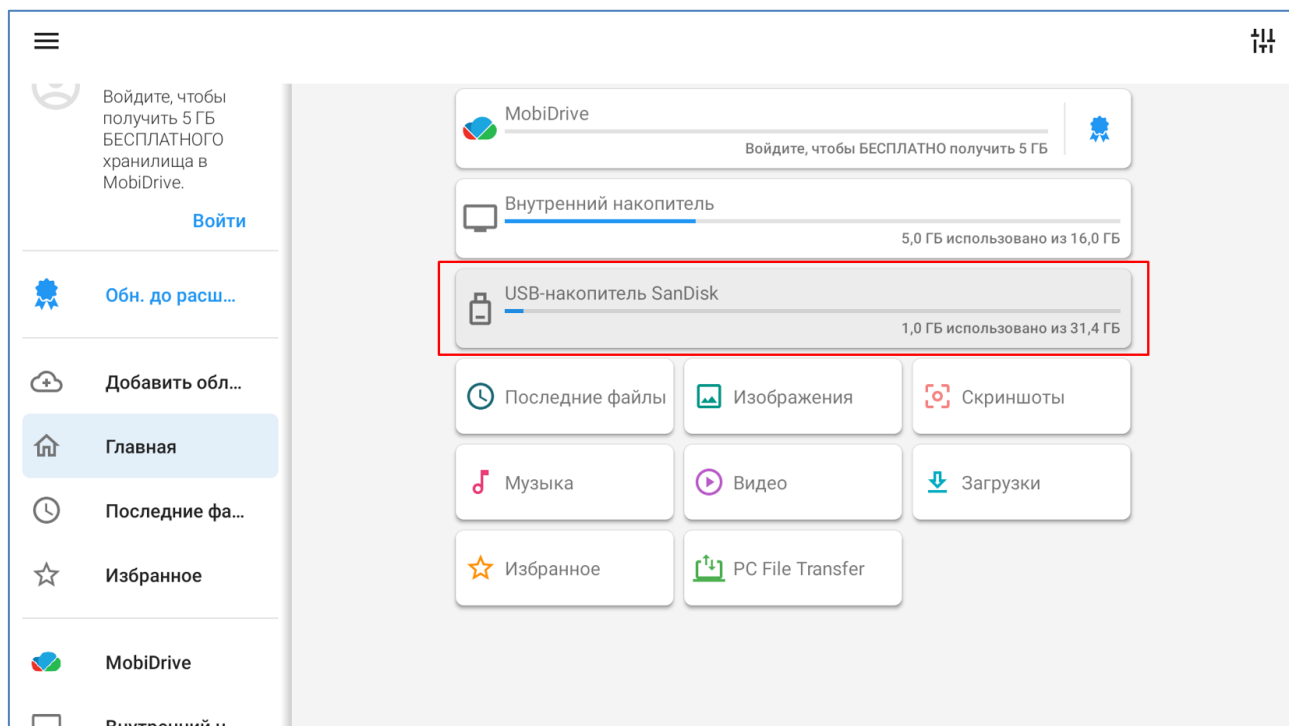 Войдите, чтобы
получить 5 ГБ
БЕСПЛАТНОГО
хранилища в
MobiDrive.
Войти
Обн. до расш...
Добавить обл...
Главная
Последние фа...
Избранное
MobiDrive
Внутренний н...
MobiDrive
Войдите, чтобы БЕСПЛАТНО получить 5 ГБ
Внутренний накопитель
5,0 ГБ использовано из 16,0 ГБ
USB-накопитель SanDisk
1,0 ГБ использовано из 31,4 ГБ
Последние файлы
Изображения
Скриншоты
Музыка
Видео
Загрузки
Избранное
PC File Transfer